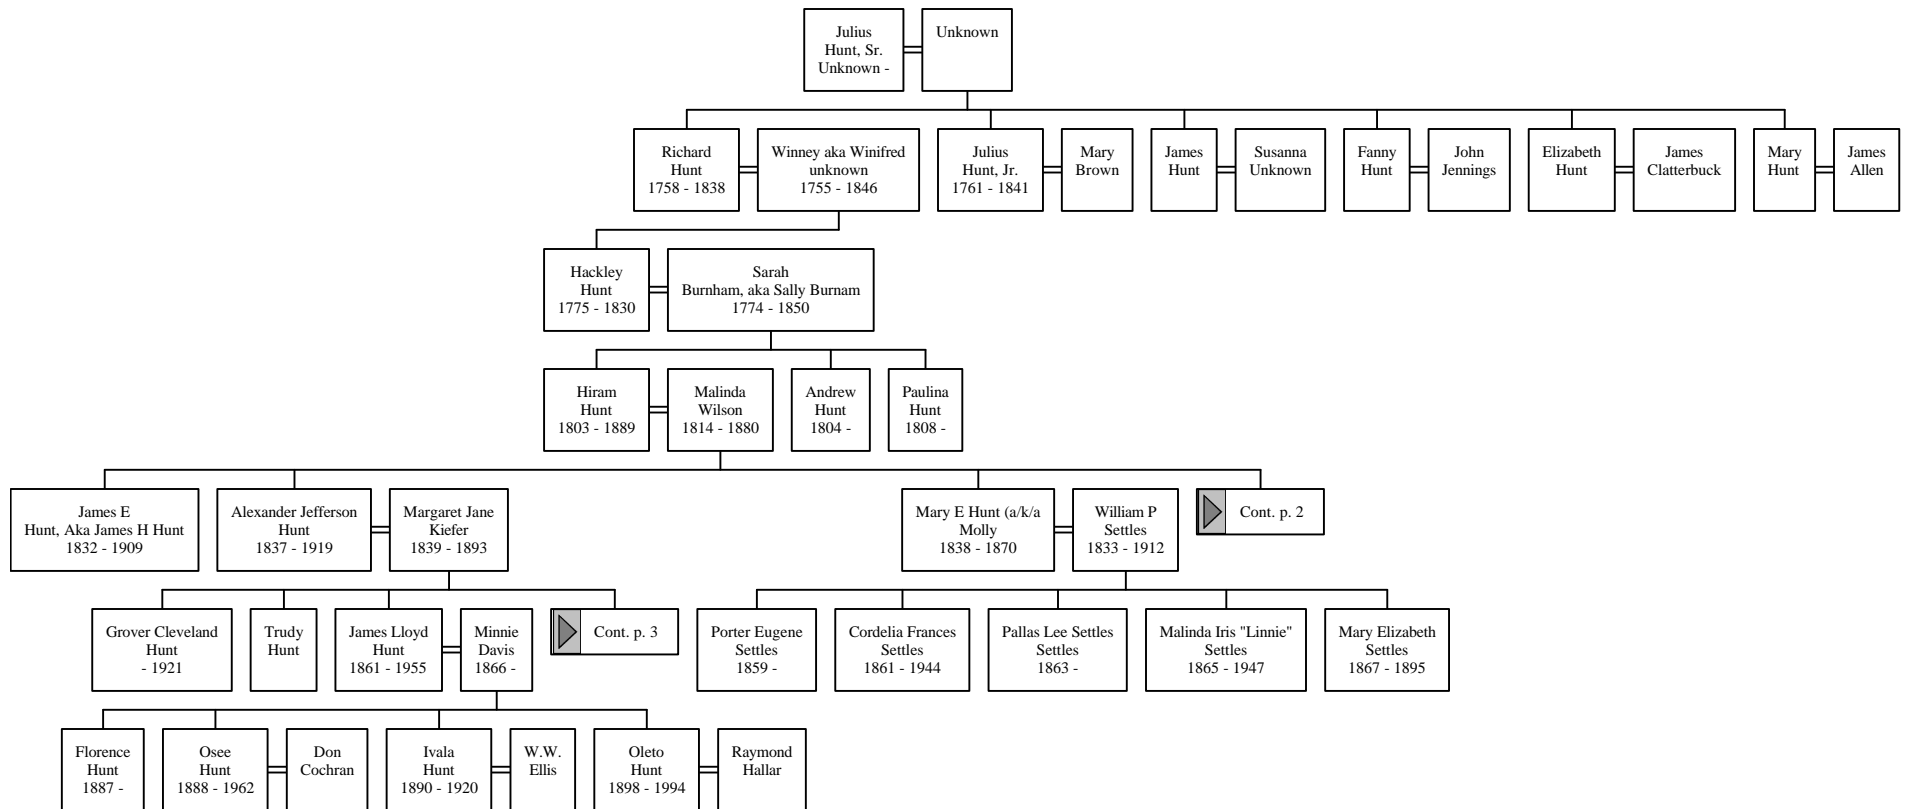 Julius
Hunt, Sr.
Unknown -
Unknown
Richard
Hunt
1758 - 1838
Winney aka Winifred
unknown
1755 - 1846
Julius
Hunt, Jr.
1761 - 1841
Mary
Brown
James
Hunt
Susanna
Unknown
Fanny
Hunt
John
Jennings
Elizabeth
Hunt
James
Clatterbuck
Mary
Hunt
James
Allen
Hackley
Hunt
1775 - 1830
Sarah
Burnham, aka Sally Burnam
1774 - 1850
Hiram
Hunt
1803 - 1889
Malinda
Wilson
1814 - 1880
Andrew
Hunt
1804 -
Paulina
Hunt
1808 -
James E
Hunt, Aka James H Hunt
1832 - 1909
Alexander Jefferson
Hunt
1837 - 1919
Margaret Jane
Kiefer
1839 - 1893
Mary E Hunt (a/k/a
Molly
1838 - 1870
William P
Settles
1833 - 1912
Cont. p. 2
Grover Cleveland
Hunt
- 1921
Trudy
Hunt
James Lloyd
Hunt
1861 - 1955
Minnie
Davis
1866 -
Cont. p. 3
Porter Eugene
Settles
1859 -
Cordelia Frances
Settles
1861 - 1944
Pallas Lee Settles
Settles
1863 -
Malinda Iris "Linnie"
Settles
1865 - 1947
Mary Elizabeth
Settles
1867 - 1895
Florence
Hunt
1887 -
Osee
Hunt
1888 - 1962
Don
Cochran
Ivala
Hunt
1890 - 1920
W.W.
Ellis
Oleto
Hunt
1898 - 1994
Raymond
Hallar